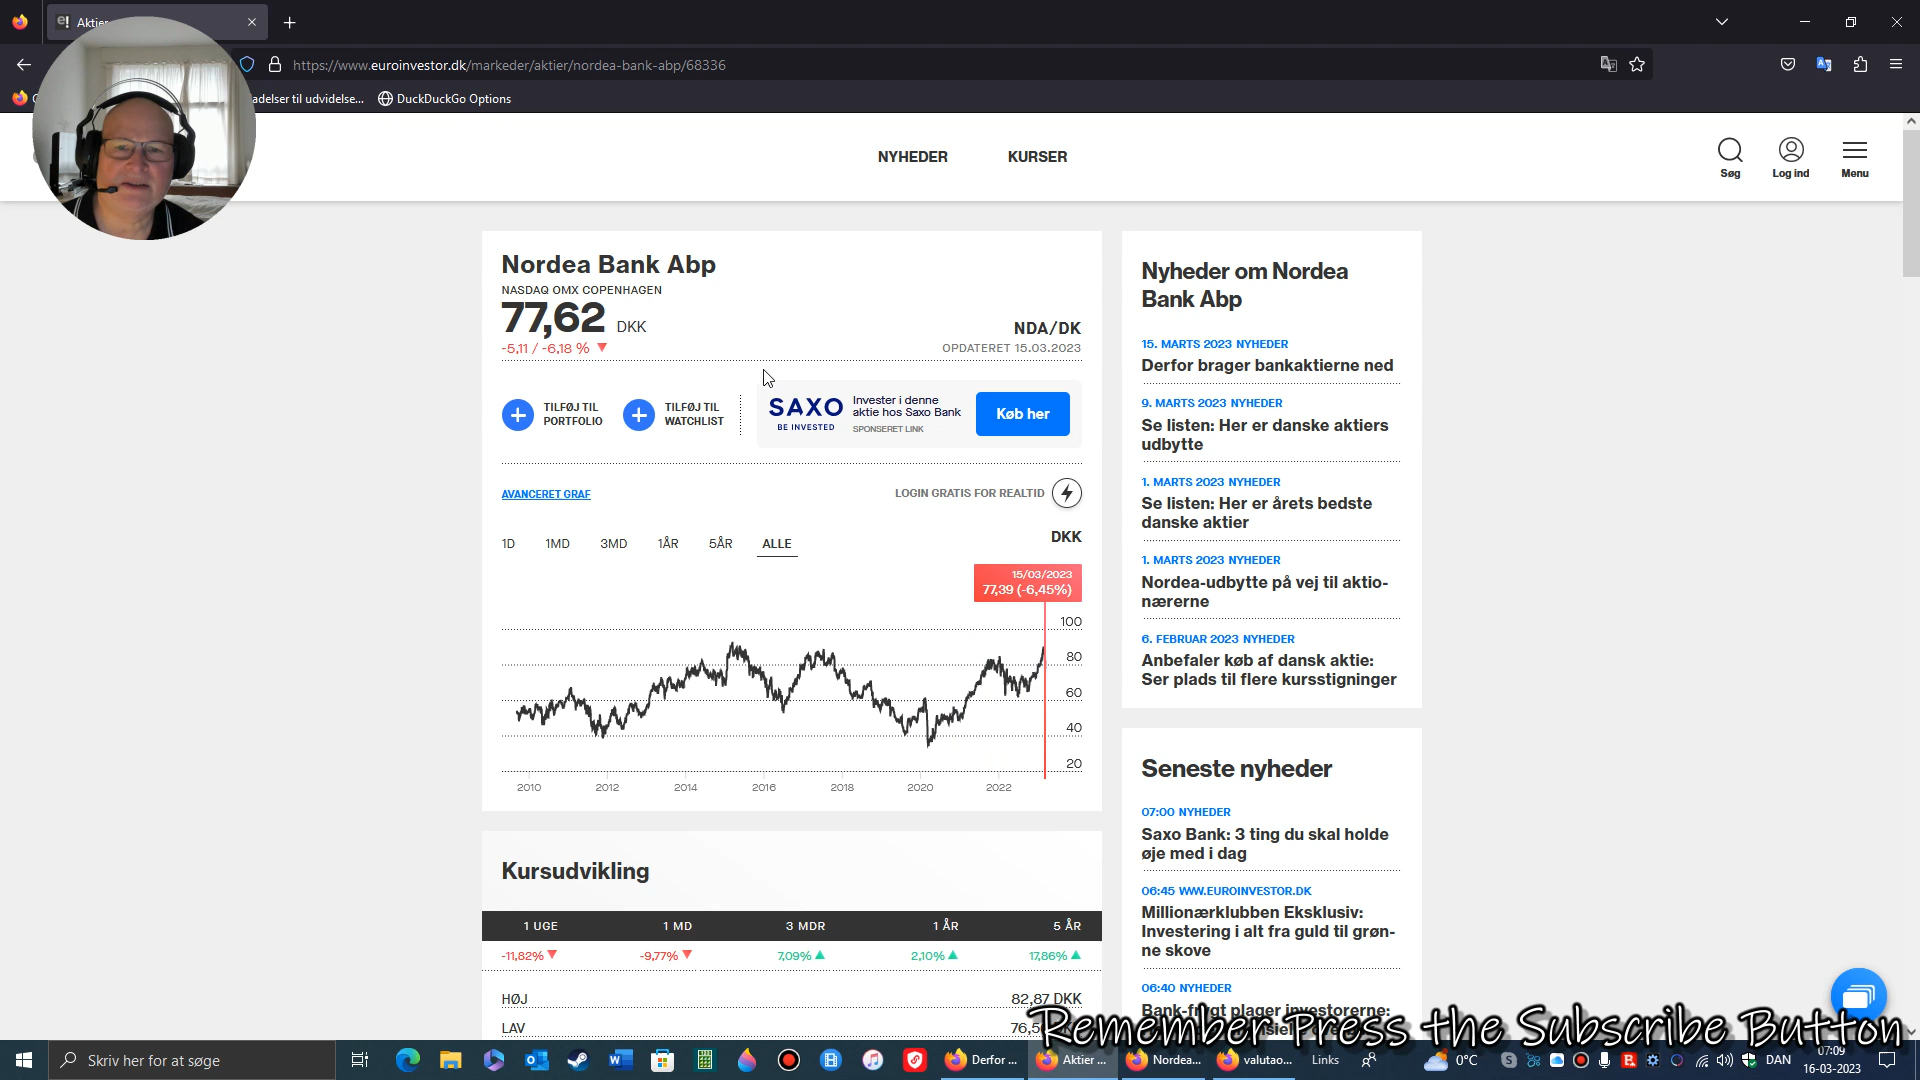 Aktier
https://www.euroinvestor.dk/markeder/aktier/nordea-bank-abp/68336
adelser til udvidelse...
DuckDuckGo Options
NYHEDER
KURSER
Søg
Log ind
Menu
Nordea Bank Abp
NASDAQ OMX COPENHAGEN
77,62 DKK
NDA/DK
-5,11 / -6,18 %
OPDATERET 15.03.2023
TILFØJ TIL
PORTFOLIO
TILFØJ TIL
WATCHLIST
SAXO
BE INVESTED
Invester i denne
aktie hos Saxo Bank
SPONSERET LINK
Køb her
AVANCERET GRAF
LOGIN GRATIS FOR REALTID
1D 1MD 3MD 1ÅR 5ÅR ALLE
DKK
15/03/2023
77,39 (-6,45%)
100
80
60
40
20
2010 2012 2014 2016 2018 2020 2022
Kursudvikling
1 UGE 1 MD 3 MDR 1 ÅR 5 ÅR
-11,82% -9,77% 7,09% 2,10% 17,86%
HØJ 82,87 DKK
LAV
Nyheder om Nordea
Bank Abp
15. MARTS 2023 NYHEDER
Derfor brager bankaktierne ned
9. MARTS 2023 NYHEDER
Se listen: Her er danske aktiers
udbytte
1. MARTS 2023 NYHEDER
Se listen: Her er årets bedste
danske aktier
1. MARTS 2023 NYHEDER
Nordea-udbytte på vej til aktio-
nærerne
6. FEBRUAR 2023 NYHEDER
Anbefaler køb af dansk aktie:
Ser plads til flere kursstigninger
Seneste nyheder
07:00 NYHEDER
Saxo Bank: 3 ting du skal holde
øje med i dag
06:45 WWW.EUROINVESTOR.DK
Millionærklubben Eksklusiv:
Investering i alt fra guld til grøn-
ne skove
06:40 NYHEDER
Bank-frygt plager investorerne:
Remember Press the Subscribe Button
Skriv her for at søge
Derfor ...
Aktier ...
Nordea...
valutao...
Links
0°C
DAN
07:09
16-03-2023